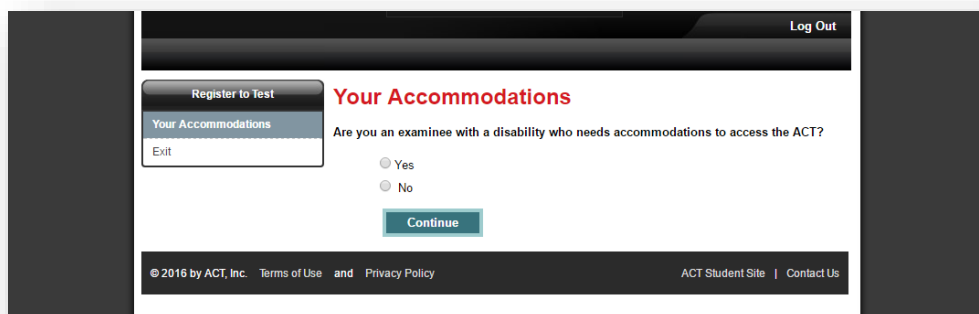 Log Out
Register to Test
Your Accommodations
Exit
Your Accommodations
Are you an examinee with a disability who needs accommodations to access the ACT?
Yes
No
Continue
© 2016 by ACT, Inc. Terms of Use and Privacy Policy
ACT Student Site | Contact Us